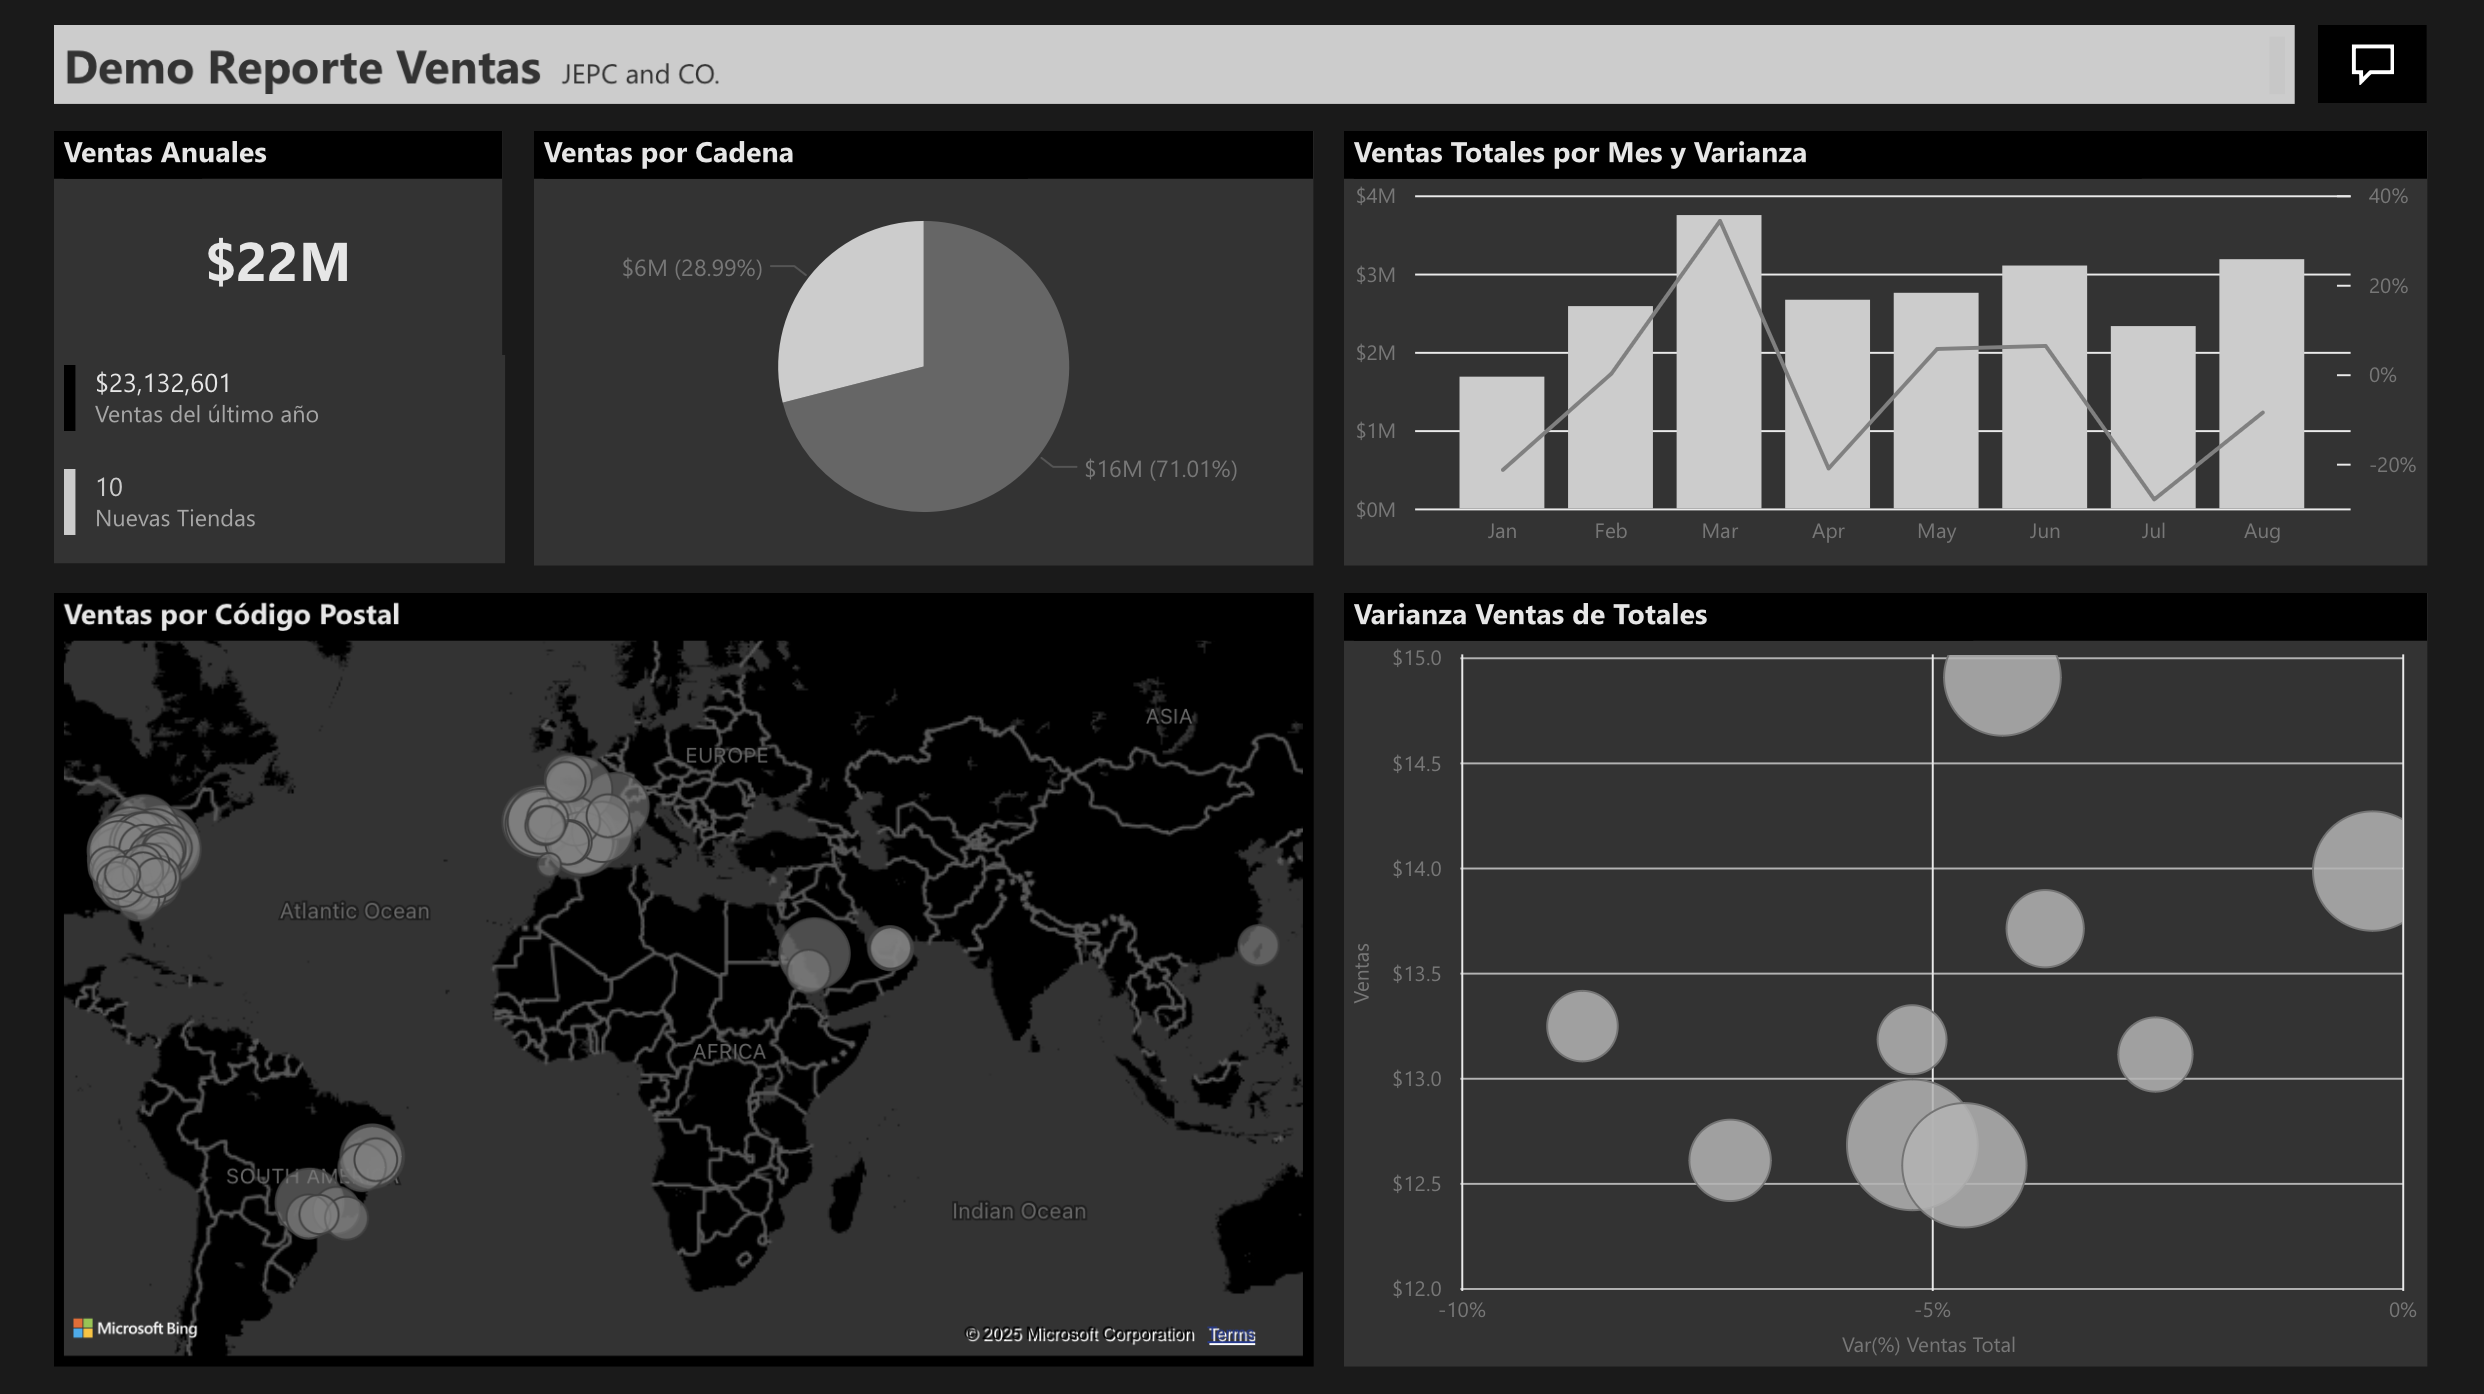 Demo Reporte Ventas JEPC and CO.
Ventas Anuales
$22M
$23,132,601
Ventas del último año
10
Nuevas Tiendas
Ventas por Cadena
$6M (28.99%)
$16M (71.01%)
Ventas Totales por Mes y Varianza
$4M
$3M
$2M
$1M
$0M
40%
20%
0%
-20%
Jan Feb Mar Apr May Jun Jul Aug
Ventas por Código Postal
ASIA
EUROPE
Atlantic Ocean
AFRICA
SOUTH AME A
Indian Ocean
Microsoft Bing
© 2025 Microsoft Corporation Terms
Varianza Ventas de Totales
Ventas
$15.0
$14.5
$14.0
$13.5
$13.0
$12.5
$12.0
-10% -5% 0%
Var(%) Ventas Total